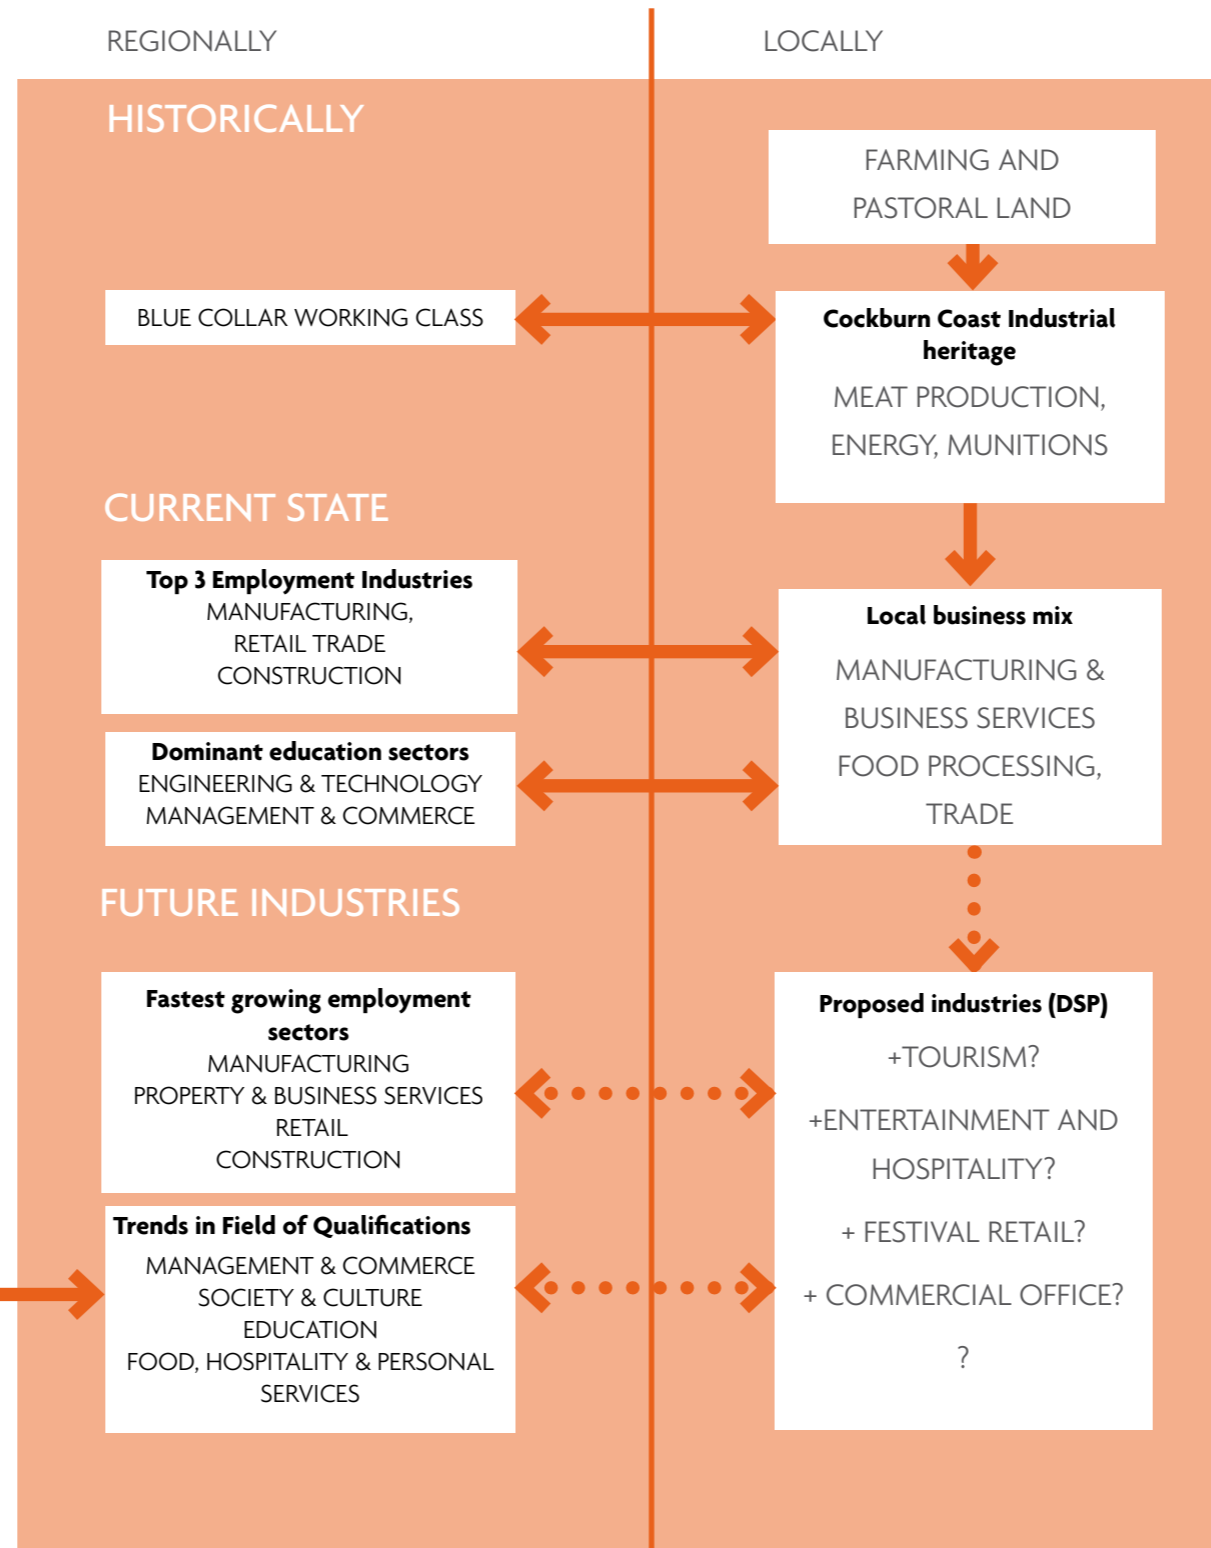 REGIONALLY
LOCALLY
HISTORICALLY
FARMING AND
PASTORAL LAND
BLUE COLLAR WORKING CLASS
Cockburn Coast Industrial
heritage
MEAT PRODUCTION,
ENERGY, MUNITIONS
CURRENT STATE
Top 3 Employment Industries
MANUFACTURING,
RETAIL TRADE
CONSTRUCTION
Local business mix
MANUFACTURING &
BUSINESS SERVICES
FOOD PROCESSING,
TRADE
Dominant education sectors
ENGINEERING & TECHNOLOGY
MANAGEMENT & COMMERCE
FUTURE INDUSTRIES
Fastest growing employment
sectors
MANUFACTURING
PROPERTY & BUSINESS SERVICES
RETAIL
CONSTRUCTION
Proposed industries (DSP)
+TOURISM?
+ENTERTAINMENT AND
HOSPITALITY?
+ FESTIVAL RETAIL?
+ COMMERCIAL OFFICE?
?
Trends in Field of Qualifications
MANAGEMENT & COMMERCE
SOCIETY & CULTURE
EDUCATION
FOOD, HOSPITALITY & PERSONAL
SERVICES